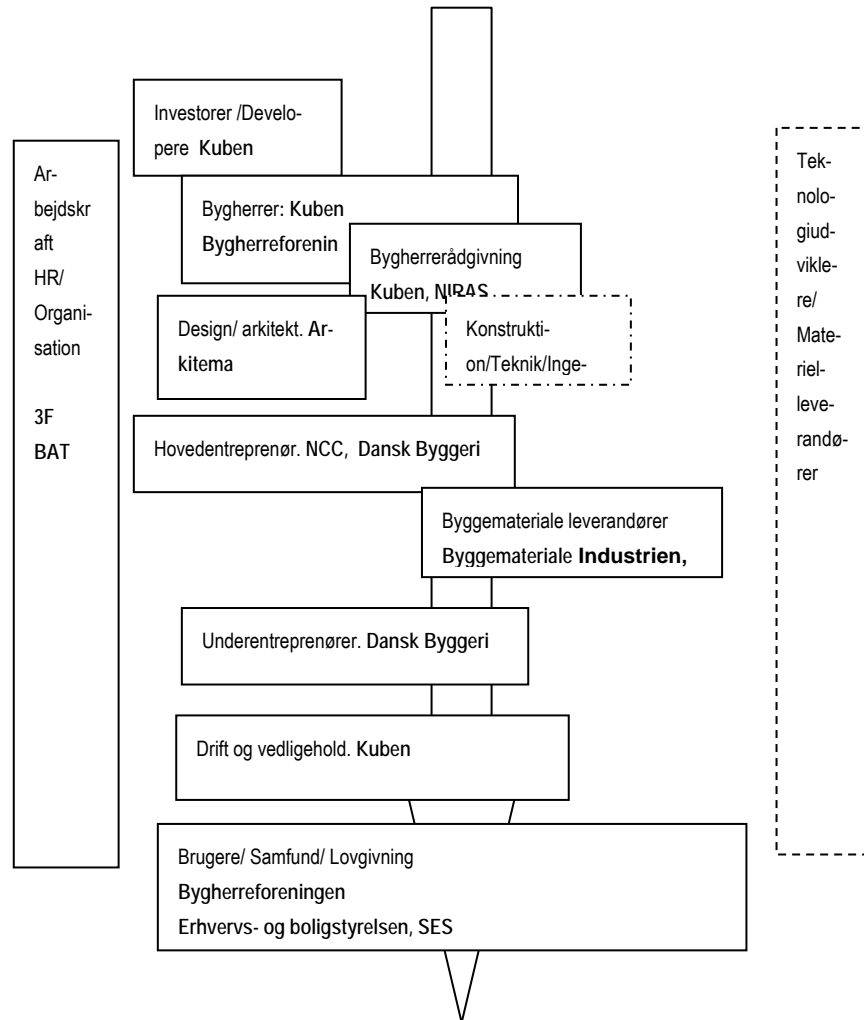 Investorer /Develo-
pere Kuben
Ar-
bejdskr
aft
HR/
Organi-
sation
3F
BAT
Bygherrer: Kuben
Bygherreforenin
Bygherrerådgivning
Kuben, NIRAS
Design/ arkitekt. Ar-
kitema
Konstrukti-
on/Teknik/Inge-
Hovedentreprenør. NCC, Dansk Byggeri
Byggemateriale leverandører
Byggemateriale Industrien,
Underentreprenører. Dansk Byggeri
Drift og vedligehold. Kuben
Brugere/ Samfund/ Lovgivning
Bygherreforeningen
Erhvervs- og boligstyrelsen, SES
Tek-
nolo-
giud-
vikle-
re/
Mate-
riel-
leve-
randø-
rer